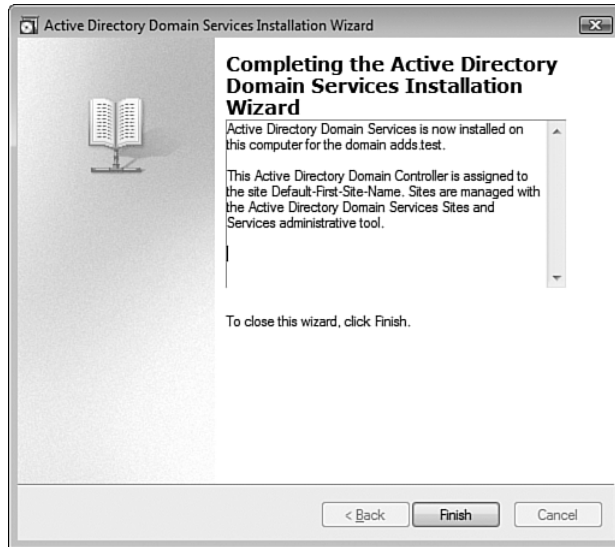 Active Directory Domain Services Installation Wizard
Completing the Active Directory
Domain Services Installation
Wizard
Active Directory Domain Services is now installed on
this computer for the domain adds.test.
This Active Directory Domain Controller is assigned to
the site Default-First-Site-Name. Sites are managed with
the Active Directory Domain Services Sites and
Services administrative tool.
To close this wizard, click Finish.
< Back Finish Cancel